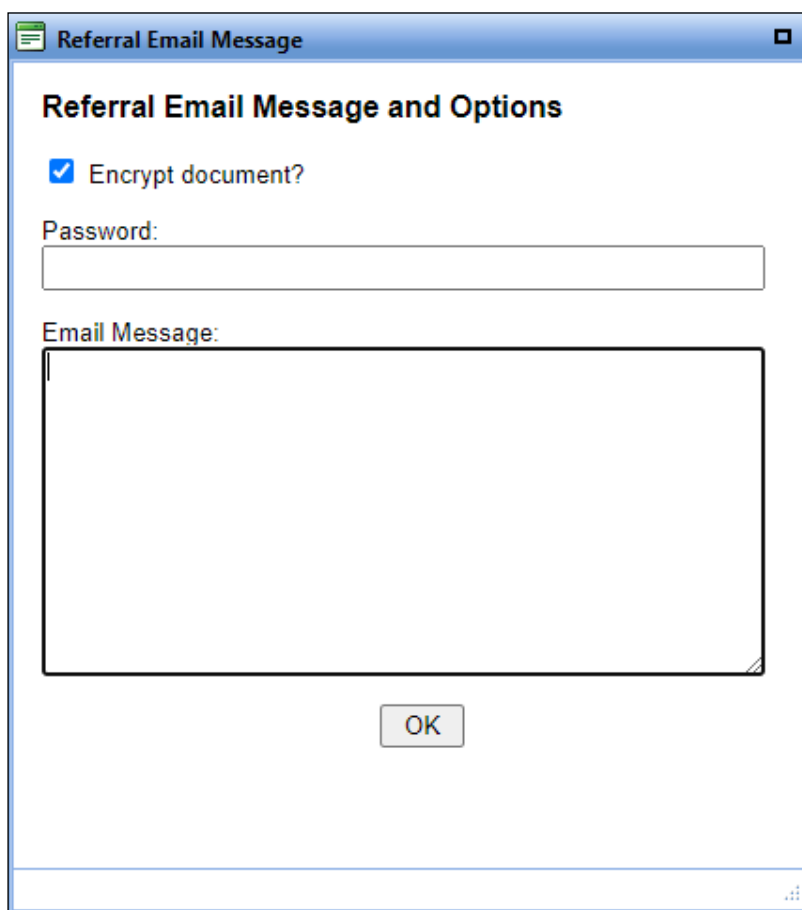 Referral Email Message
Referral Email Message and Options
Encrypt document?
Password:
Email Message:
OK